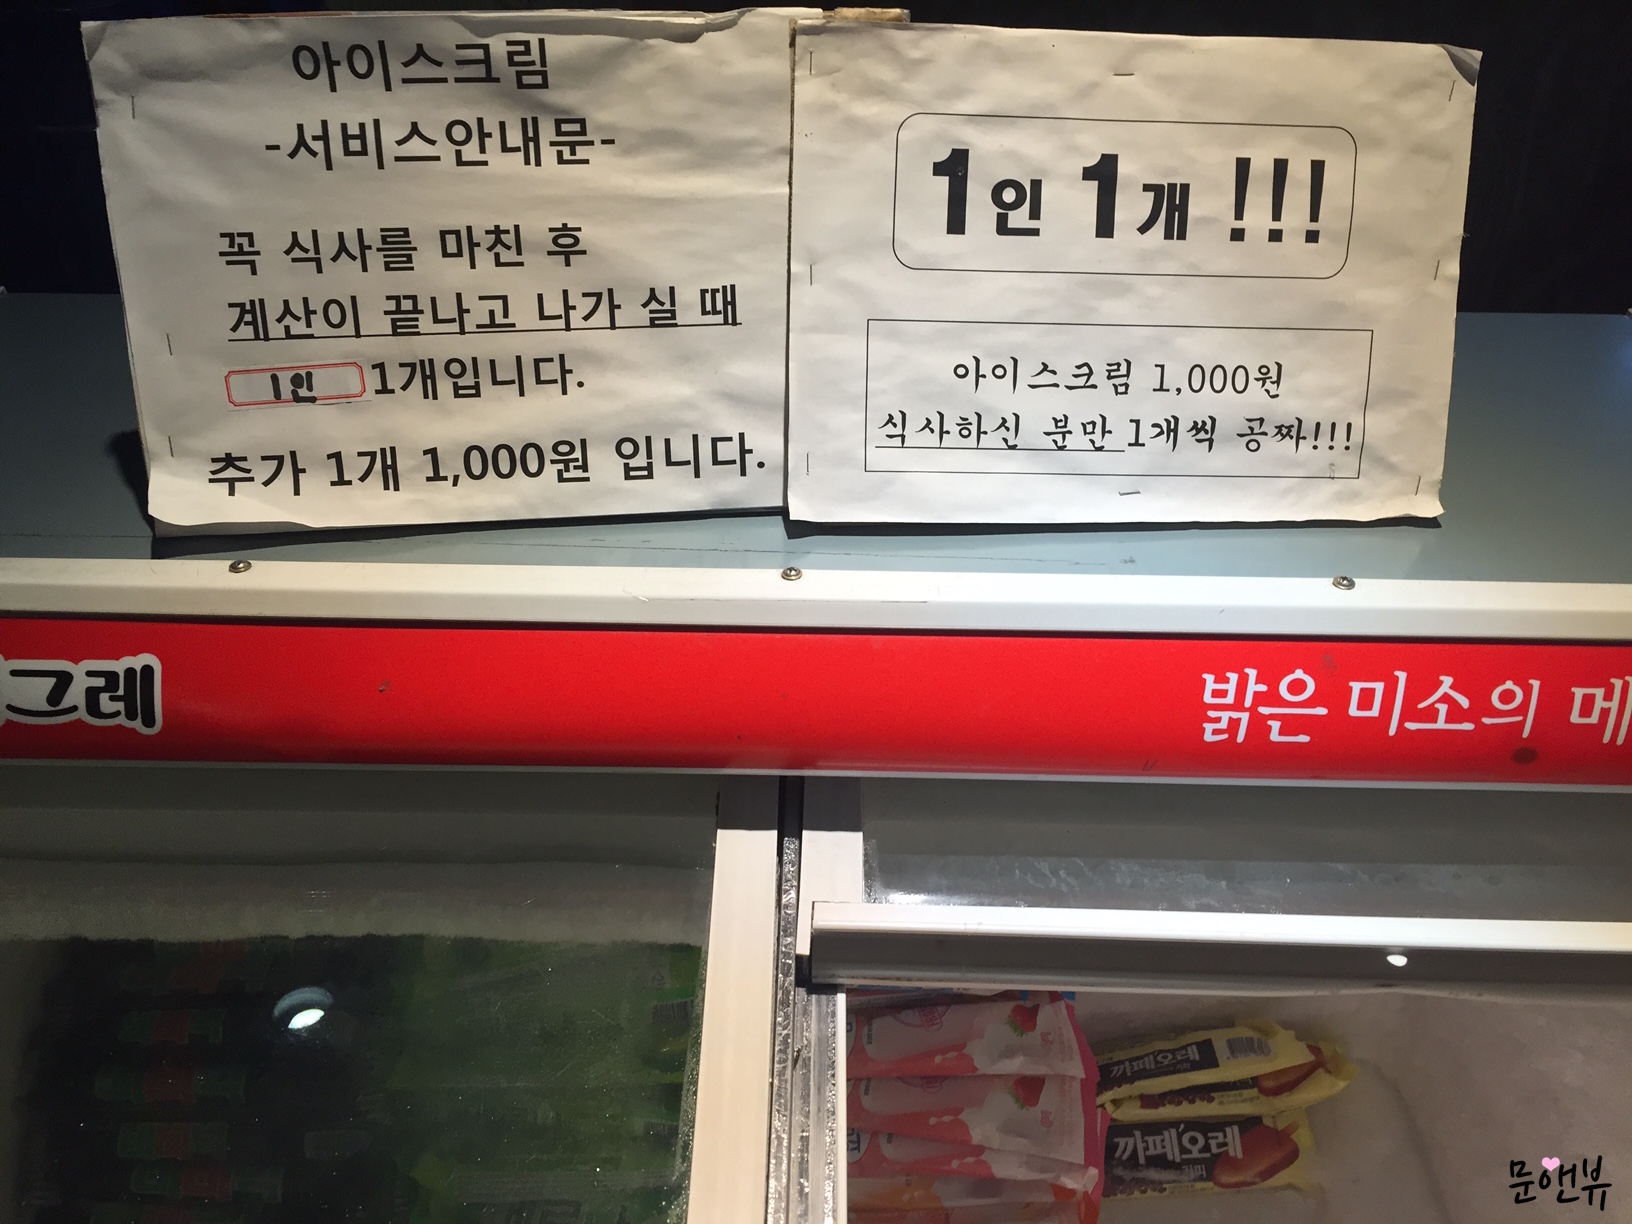 아이스크림
-서비스안내문-
꼭 식사를 마친 후
계산이 끝나고 나가 실 때
1인 1개입니다.
추가 1개 1,000원 입니다.
1인 1개 !!!
아이스크림 1,000원
식사하신 분만 1개씩 공짜!!!
그레
밝은 미소의 메
까페오레
까페오레
문앤뷰